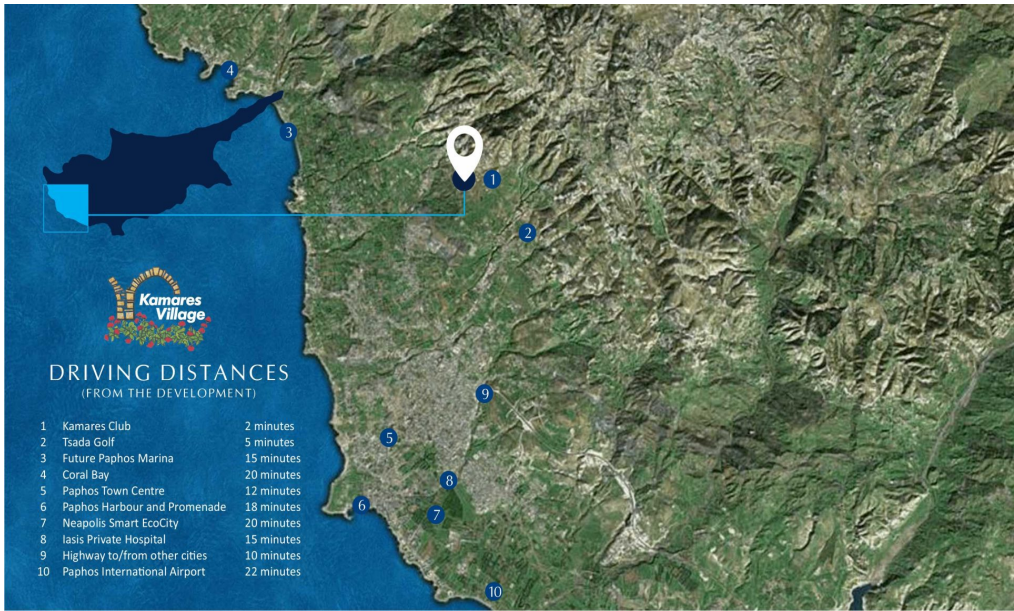 4
3
1
2
Kamares
Village
DRIVING DISTANCES
(FROM THE DEVELOPMENT)
1 Kamares Club 2 minutes
2 Tsada Golf 5 minutes
3 Future Paphos Marina 15 minutes
4 Coral Bay 20 minutes
5 Paphos Town Centre 12 minutes
6 Paphos Harbour and Promenade 18 minutes
7 Neapolis Smart EcoCity 20 minutes
8 Iasis Private Hospital 15 minutes
9 Highway to/from other cities 10 minutes
10 Paphos International Airport 22 minutes
9
5
8
6
7
10